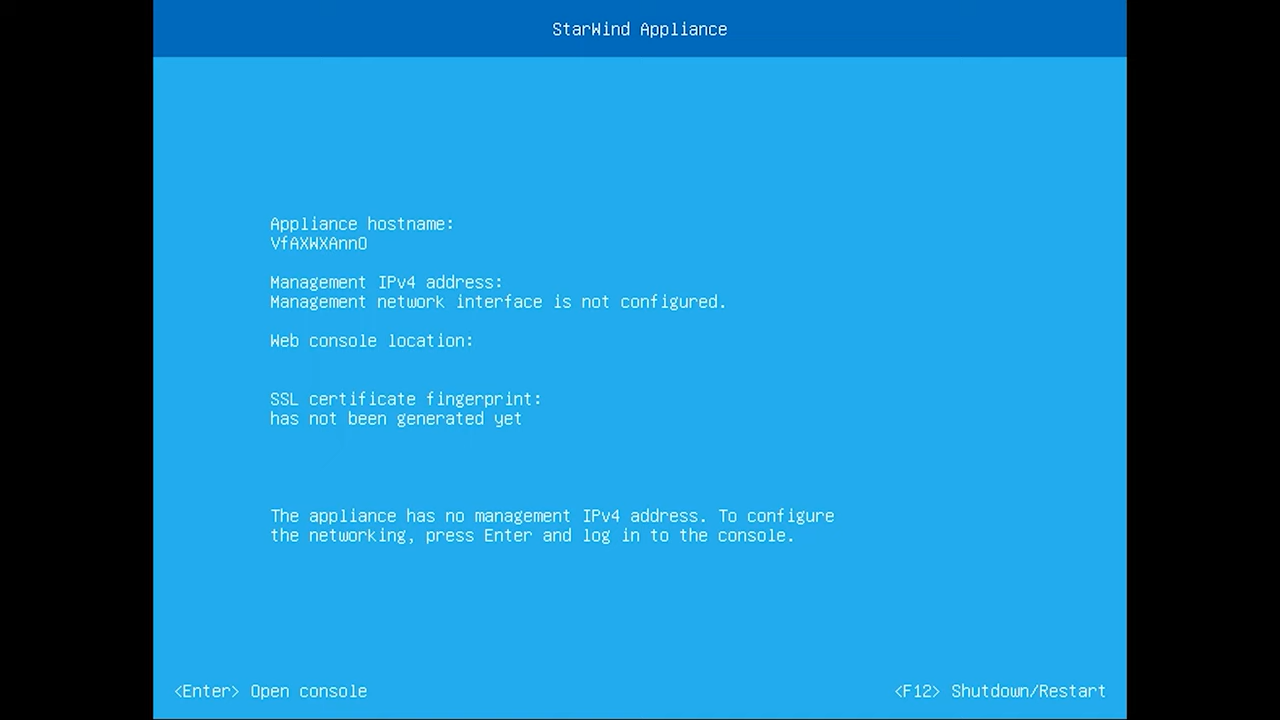 StarWind Appliance
Appliance hostname:
VfAXWXAnnO
Management IPv4 address:
Management network interface is not configured.
Web console location:
SSL certificate fingerprint:
has not been generated yet
The appliance has no management IPv4 address. To configure
the networking, press Enter and log in to the console.
<Enter> Open console
<F12> Shutdown/Restart